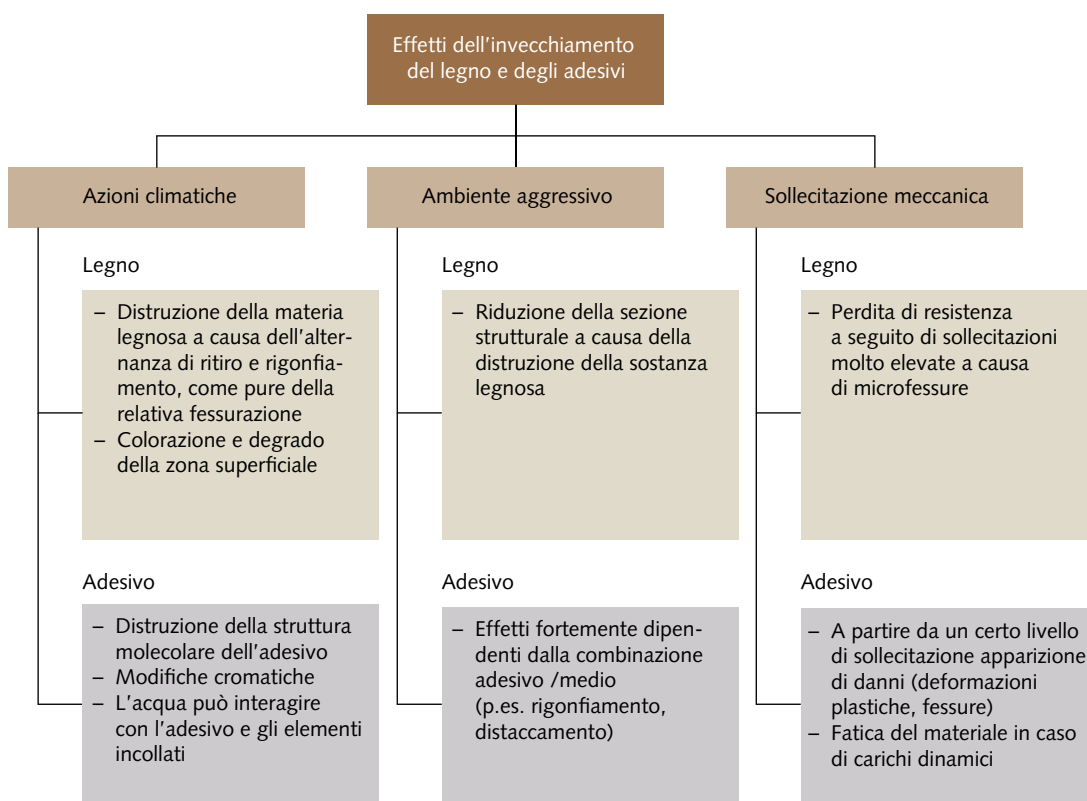 Effetti dell'invecchiamento
del legno e degli adesivi
Azioni climatiche
Legno
– Distruzione della materia
legnosa a causa dell'alter-
nanza di ritiro e rigonfia-
mento, come pure della
relativa fessurazione
– Colorazione e degrado
della zona superficiale
Adesivo
– Distruzione della struttura
molecolare dell'adesivo
– Modifiche cromatiche
– L'acqua può interagire
con l'adesivo e gli elementi
incollati
Ambiente aggressivo
Legno
– Riduzione della sezione
strutturale a causa della
distruzione della sostanza
legnosa
Adesivo
– Effetti fortemente dipen-
denti dalla combinazione
adesivo /medio
(p.es. rigonfiamento,
distaccamento)
Sollecitazione meccanica
Legno
– Perdita di resistenza
a seguito di sollecitazioni
molto elevate a causa
di microfessure
Adesivo
– A partire da un certo livello
di sollecitazione apparizione
di danni (deformazioni
plastiche, fessure)
– Fatica del materiale in caso
di carichi dinamici